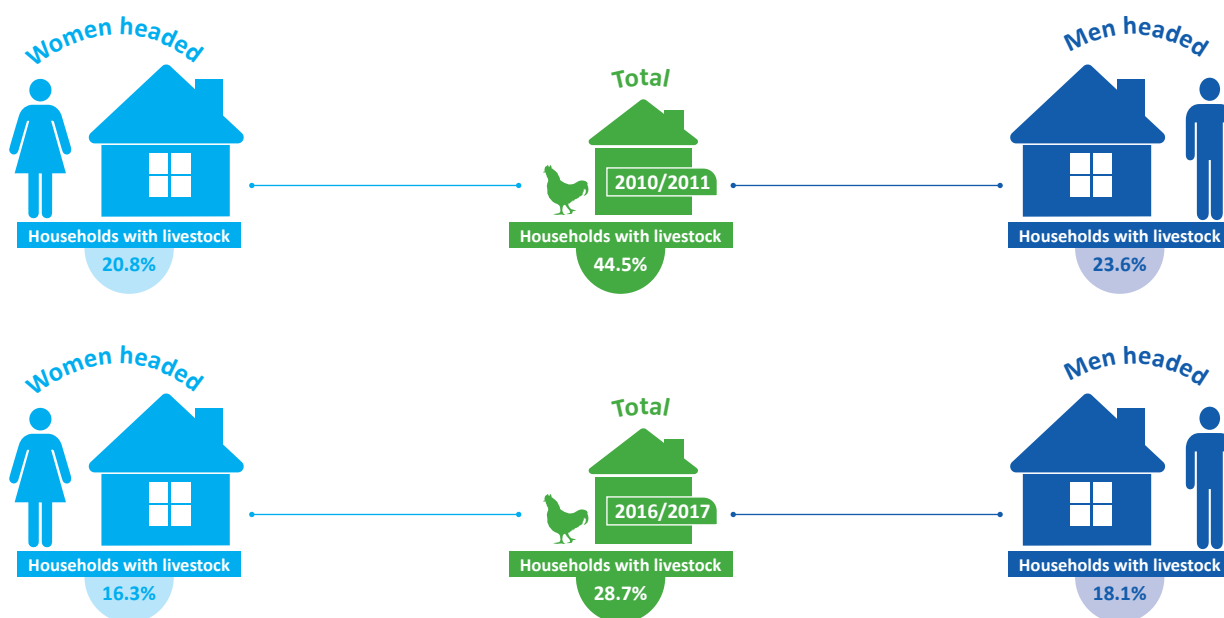 Women headed
Total
Men headed
2010/2011
Households with livestock
Households with livestock
Households with livestock
20.8%
44.5%
23.6%
Women headed
Total
Men headed
2016/2017
Households with livestock
Households with livestock
Households with livestock
16.3%
28.7%
18.1%